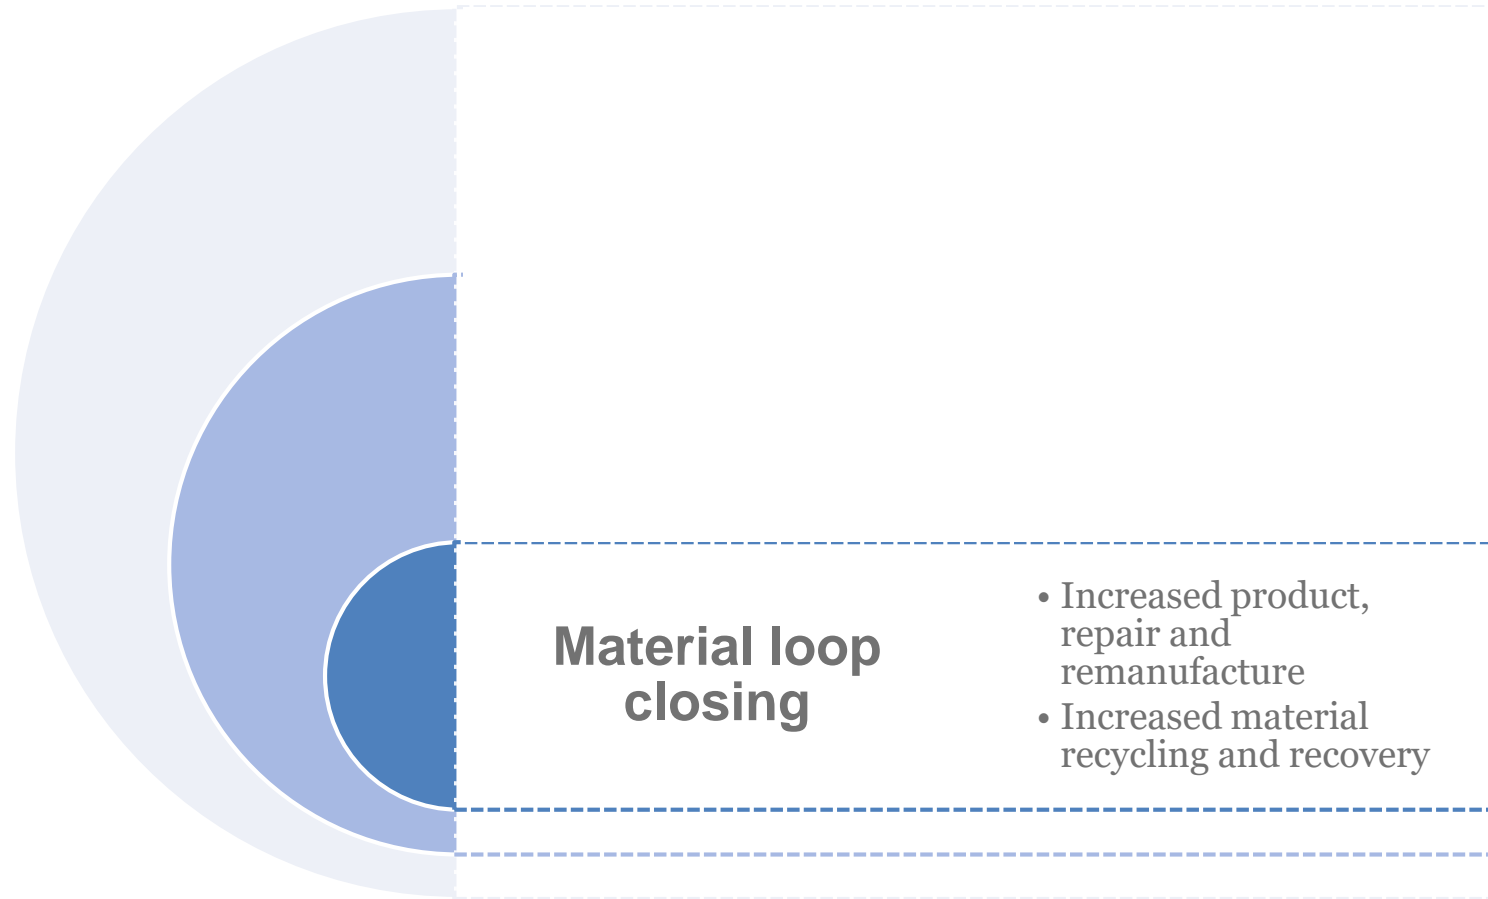 Material loop
closing
• Increased product,
repair and
remanufacture
• Increased material
recycling and recovery